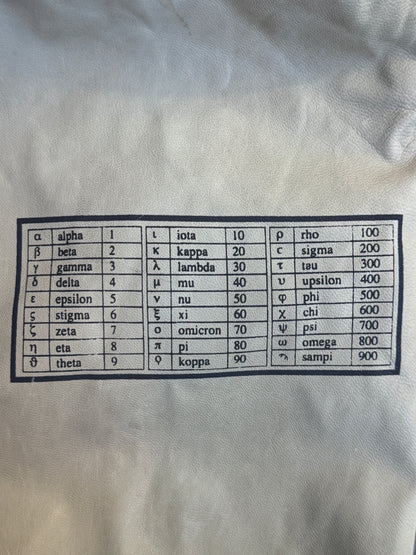 α alpha 1 ι iota 10 ρ rho 100
β beta 2 κ kappa 20 c sigma 200
γ gamma 3 λ lambda 30 τ tau 300
δ delta 4 μ mu 40 υ upsilon 400
ε epsilon 5 ν nu 50 φ phi 500
ς stigma 6 ξ xi 60 χ chi 600
ζ zeta 7 ο omicron 70 ψ psi 700
η eta 8 π pi 80 ω omega 800
ϑ theta 9 ϙ koppa 90 ϡ sampi 900